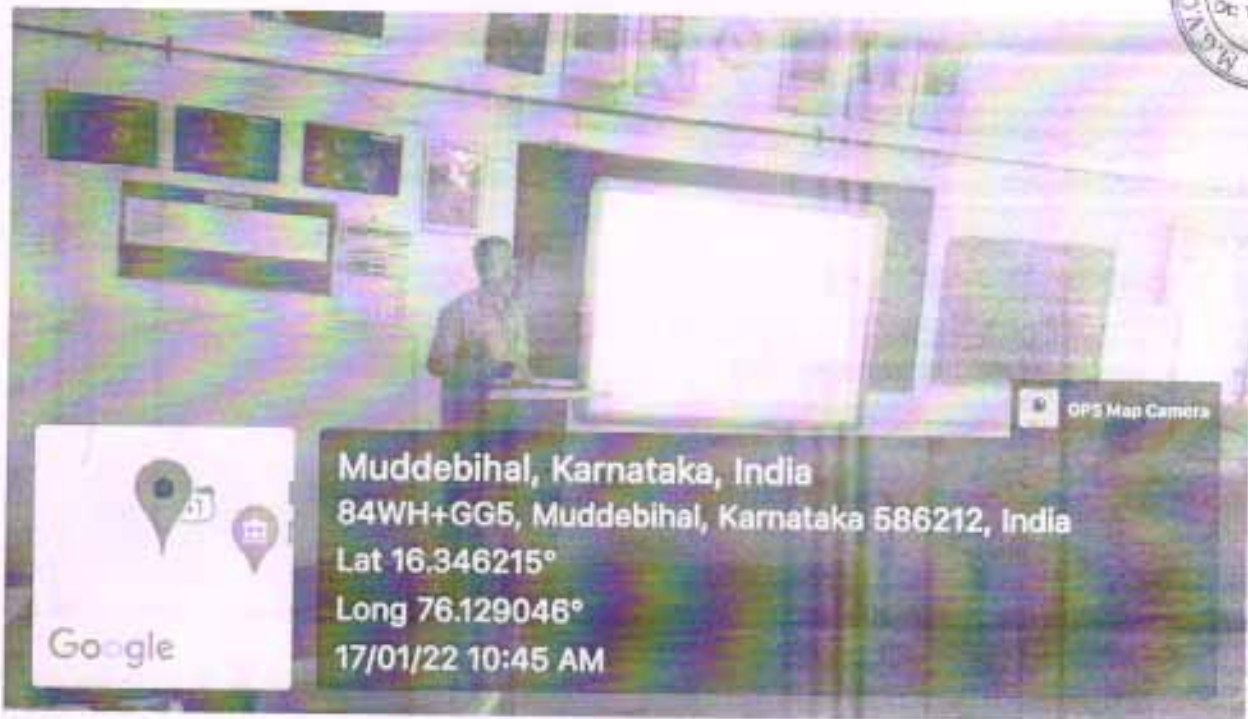 M.G.V.C
GPS Map Camera
Muddebihal, Karnataka, India
84WH+GG5, Muddebihal, Karnataka 586212, India
Lat 16.346215°
Long 76.129046°
17/01/22 10:45 AM
Google